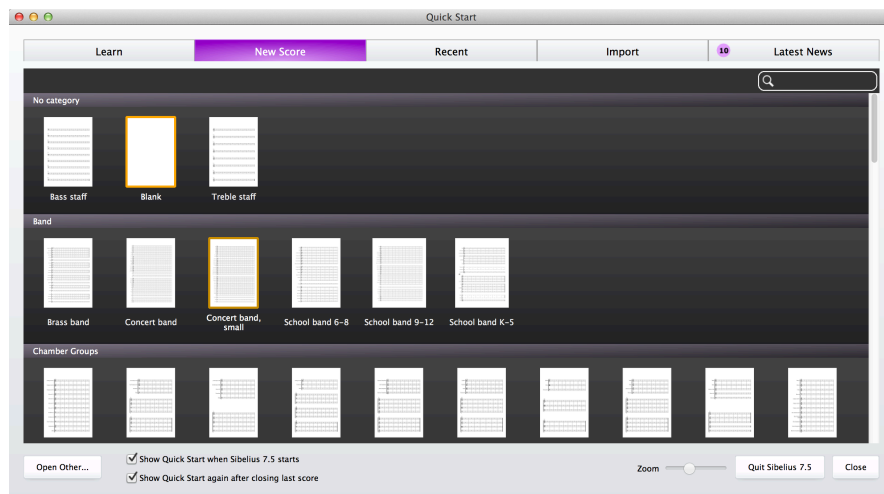 Quick Start
Learn
New Score
Recent
Import
10
Latest News
No category
Bass staff
Blank
Treble staff
Band
Brass band
Concert band
Concert band,
small
School band 6–8
School band 9–12
School band K–5
Chamber Groups
Open Other...
Show Quick Start when Sibelius 7.5 starts
Show Quick Start again after closing last score
Zoom
Quit Sibelius 7.5
Close